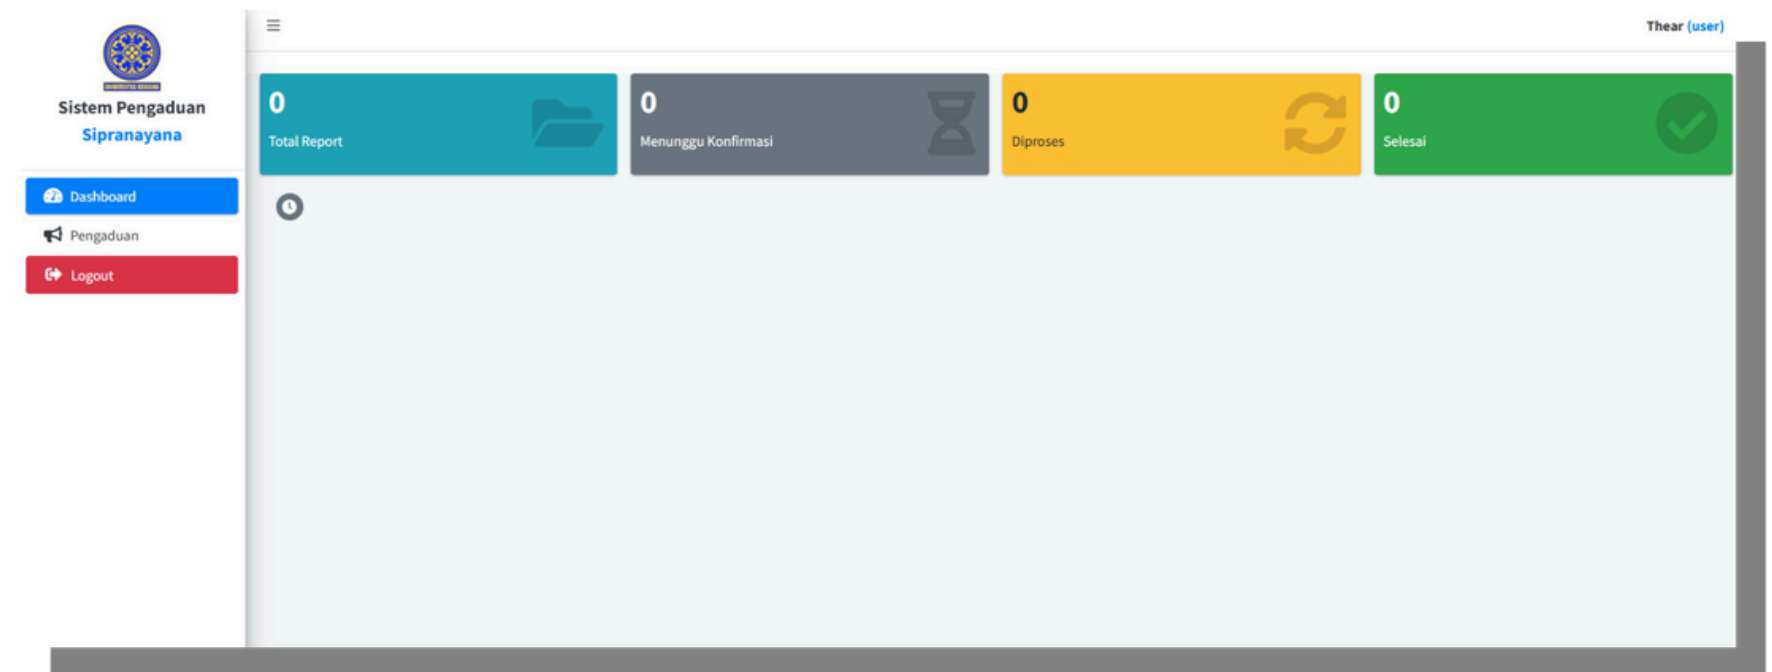 Thear (user)
Sistem Pengaduan
Sipranayana
Dashboard
Pengaduan
Logout
0
Total Report
0
Menunggu Konfirmasi
0
Diproses
0
Selesai